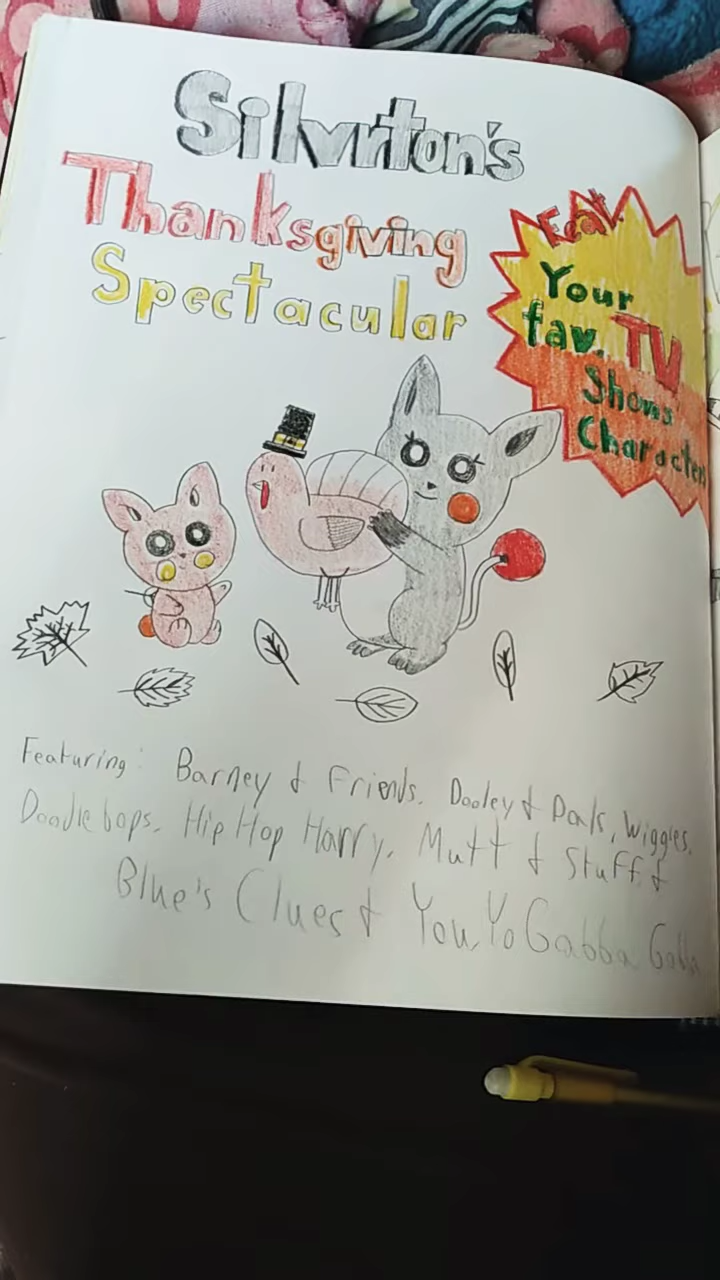 Silvrton's
Thanksgiving
Spectacular
Feat.
Your
fav. TV
Shows
Characters
Featuring: Barney & Friends. Dooley & Pals, Wiggles,
Doodlebops, Hip Hop Harry, Mutt & Stuff, &
Blue's Clues & You, Yo Gabba Gabba